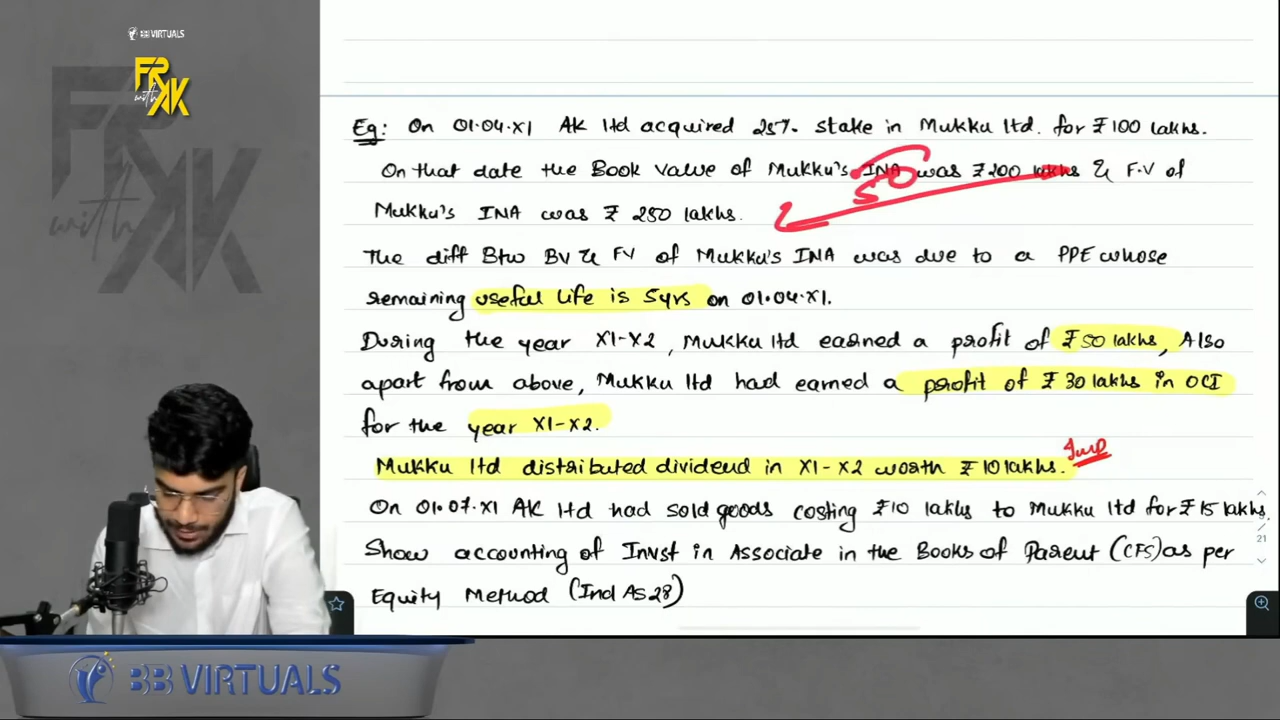 BB VIRTUALS
FR
with
AK
FR
with
AK
Eg: On 01.04.X1 AK ltd acquired 25%. stake in Mukku ltd. for ₹100 lakhs.
On that date the Book Value of Mukku's INA was ₹200 lakhs & F.V of
50
Mukku's INA was ₹ 250 lakhs.
The diff Btw BV & FV of Mukku's INA was due to a PPE whose
remaining useful life is 5yrs on 01.04.X1.
During the year X1-X2, Mukku ltd earned a profit of ₹50 lakhs, Also
apart from above, Mukku ltd had earned a profit of ₹ 30 lakhs in OCI
for the year X1-X2.
Imp
Mukku ltd distributed dividend in X1-X2 worth ₹10 lakhs.
On 01.07.X1 AK ltd had sold goods costing ₹10 lakhs to Mukku ltd for ₹15 lakhs.
Show accounting of Invst in Associate in the Books of Parent (CFS) as per
Equity Method (Ind AS 28)
21
BB VIRTUALS